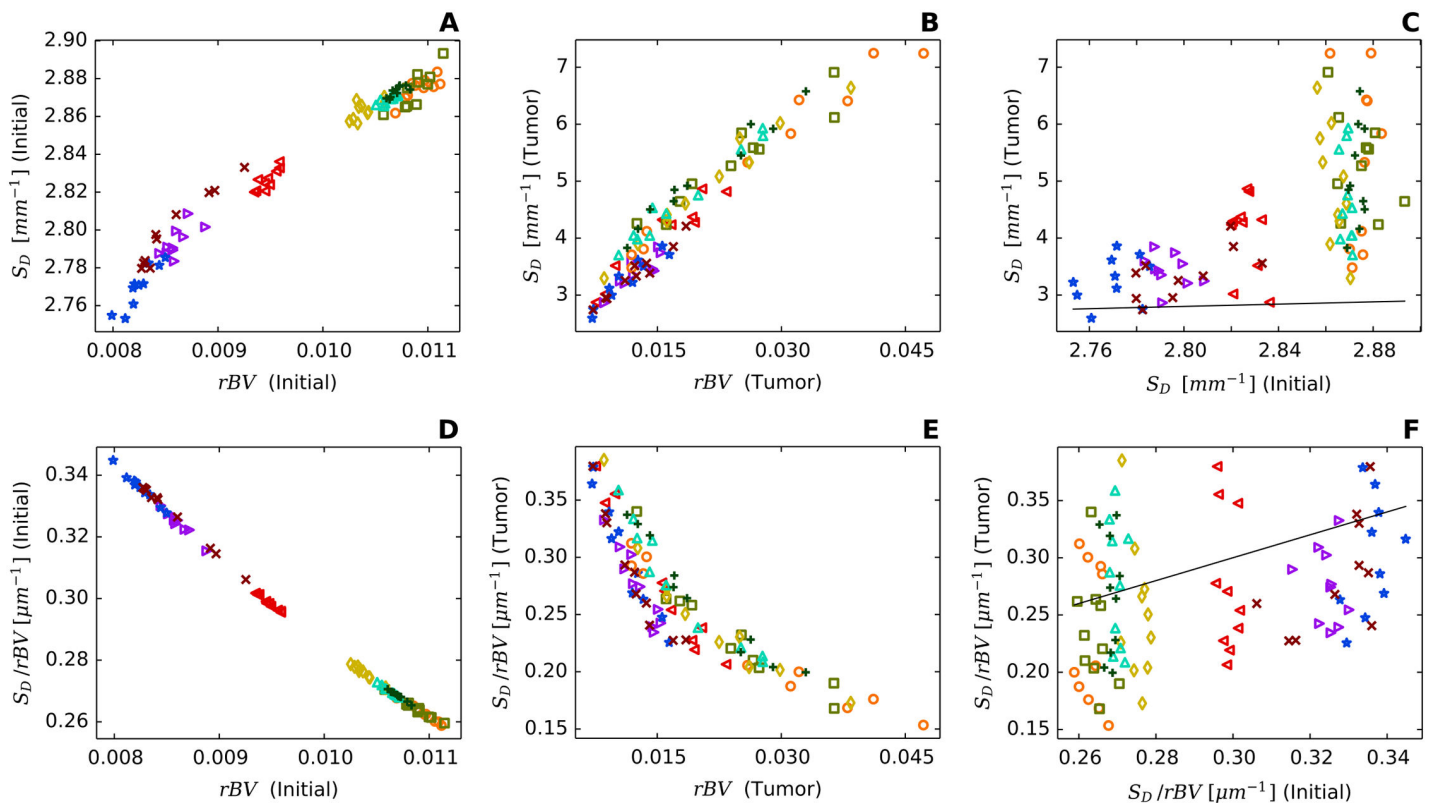 A
B
C
2.90
2.88
2.86
2.84
2.82
2.80
2.78
2.76
S_D [mm⁻¹] (Initial)
0.008 0.009 0.010 0.011
rBV (Initial)
7
6
5
4
3
S_D [mm⁻¹] (Tumor)
0.015 0.030 0.045
rBV (Tumor)
7
6
5
4
3
S_D [mm⁻¹] (Tumor)
2.76 2.80 2.84 2.88
S_D [mm⁻¹] (Initial)
D
E
F
0.34
0.32
0.30
0.28
0.26
S_D/rBV [μm⁻¹] (Initial)
0.008 0.009 0.010 0.011
rBV (Initial)
0.35
0.30
0.25
0.20
0.15
S_D/rBV [μm⁻¹] (Tumor)
0.015 0.030 0.045
rBV (Tumor)
0.35
0.30
0.25
0.20
0.15
S_D/rBV [μm⁻¹] (Tumor)
0.26 0.28 0.30 0.32 0.34
S_D/rBV [μm⁻¹] (Initial)